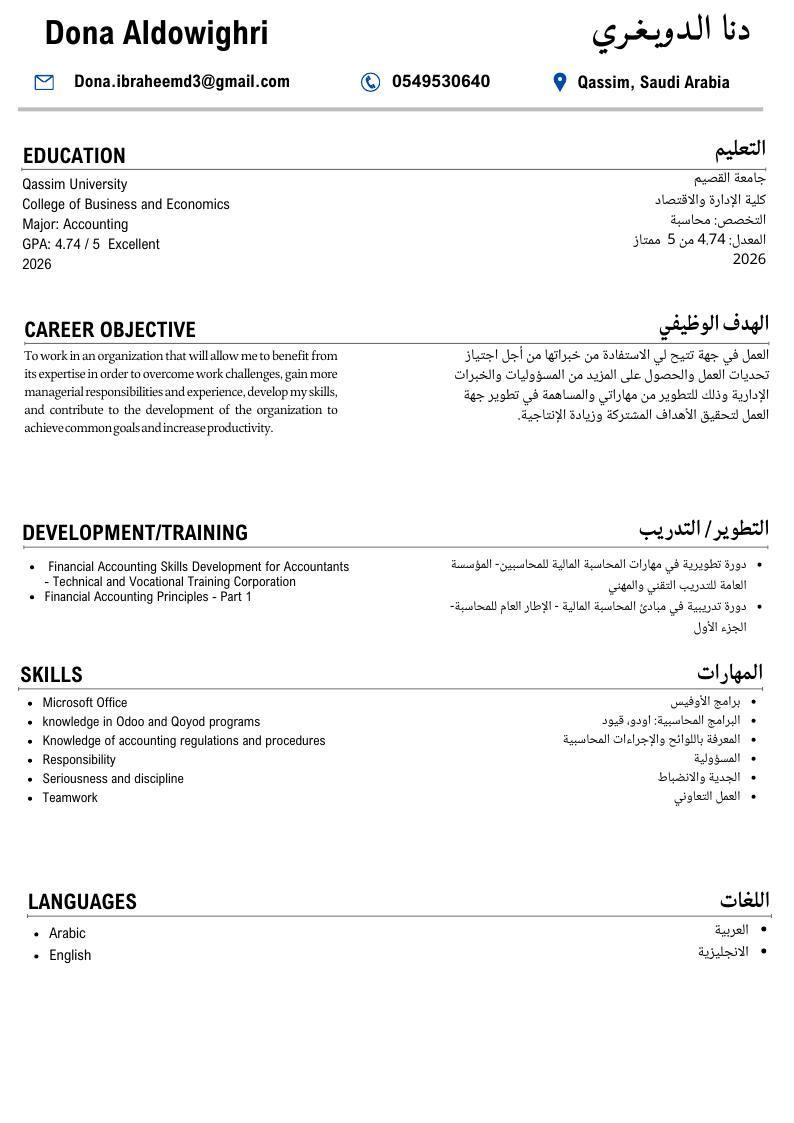 Dona Aldowighri
دنا الدويغري
Dona.ibraheemd3@gmail.com
0549530640
Qassim, Saudi Arabia
EDUCATION
Qassim University
College of Business and Economics
Major: Accounting
GPA: 4.74 / 5 Excellent
2026
التعليم
جامعة القصيم
كلية الإدارة والاقتصاد
التخصص: محاسبة
المعدل: 4.74 من 5 ممتاز
2026
CAREER OBJECTIVE
To work in an organization that will allow me to benefit from
its expertise in order to overcome work challenges, gain more
managerial responsibilities and experience, develop my skills,
and contribute to the development of the organization to
achieve common goals and increase productivity.
الهدف الوظيفي
العمل في جهة تتيح لي الاستفادة من خبراتها من أجل اجتياز
تحديات العمل والحصول على المزيد من المسؤوليات والخبرات
الإدارية وذلك للتطوير من مهاراتي والمساهمة في تطوير جهة
العمل لتحقيق الأهداف المشتركة وزيادة الإنتاجية.
DEVELOPMENT/TRAINING
• Financial Accounting Skills Development for Accountants
- Technical and Vocational Training Corporation
• Financial Accounting Principles - Part 1
التطوير/ التدريب
• دورة تطويرية في مهارات المحاسبة المالية للمحاسبين- المؤسسة
العامة للتدريب التقني والمهني
• دورة تدريبية في مبادئ المحاسبة المالية - الإطار العام للمحاسبة-
الجزء الأول
SKILLS
• Microsoft Office
• knowledge in Odoo and Qoyod programs
• Knowledge of accounting regulations and procedures
• Responsibility
• Seriousness and discipline
• Teamwork
المهارات
• برامج الأوفيس
• البرامج المحاسبية: اودو، قيود
• المعرفة باللوائح والإجراءات المحاسبية
• المسؤولية
• الجدية والانضباط
• العمل التعاوني
LANGUAGES
• Arabic
• English
اللغات
• العربية
• الانجليزية